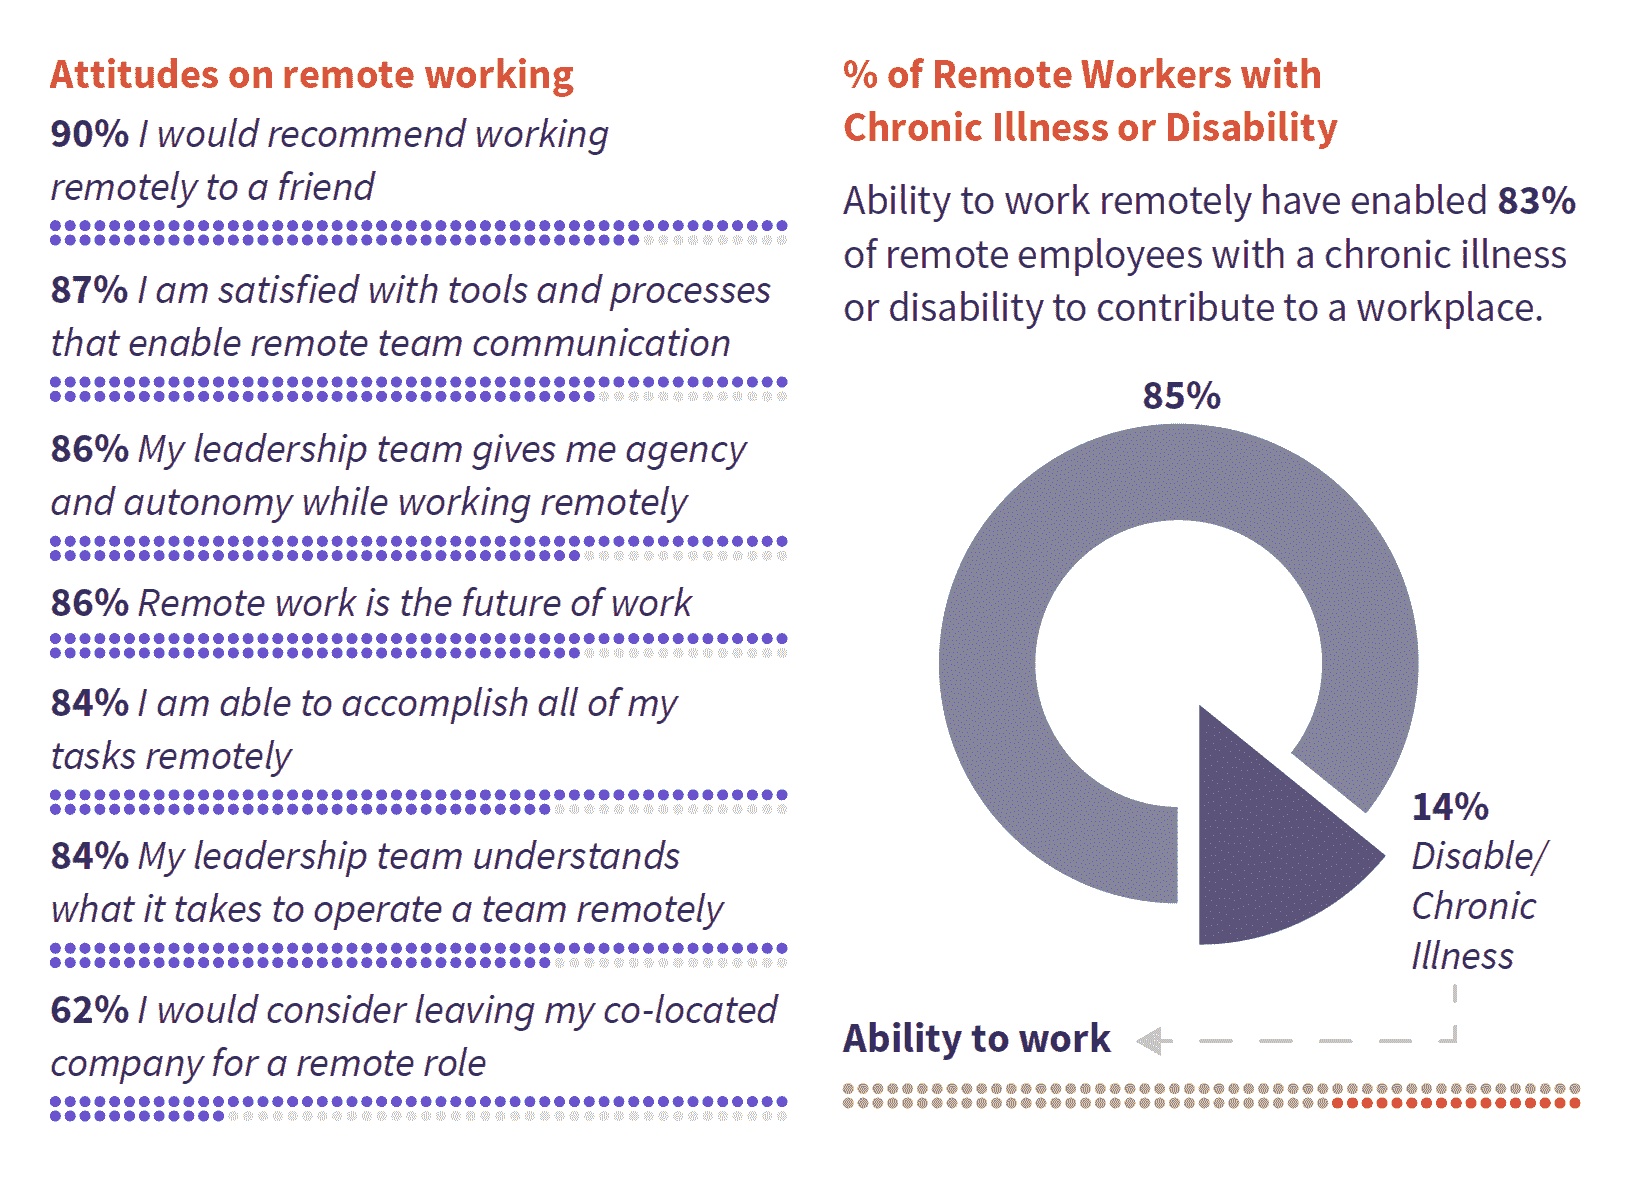 Attitudes on remote working
90% I would recommend working
remotely to a friend
87% I am satisfied with tools and processes
that enable remote team communication
86% My leadership team gives me agency
and autonomy while working remotely
86% Remote work is the future of work
84% I am able to accomplish all of my
tasks remotely
84% My leadership team understands
what it takes to operate a team remotely
62% I would consider leaving my co-located
company for a remote role
% of Remote Workers with
Chronic Illness or Disability
Ability to work remotely have enabled 83%
of remote employees with a chronic illness
or disability to contribute to a workplace.
85%
14%
Disable/
Chronic
Illness
Ability to work